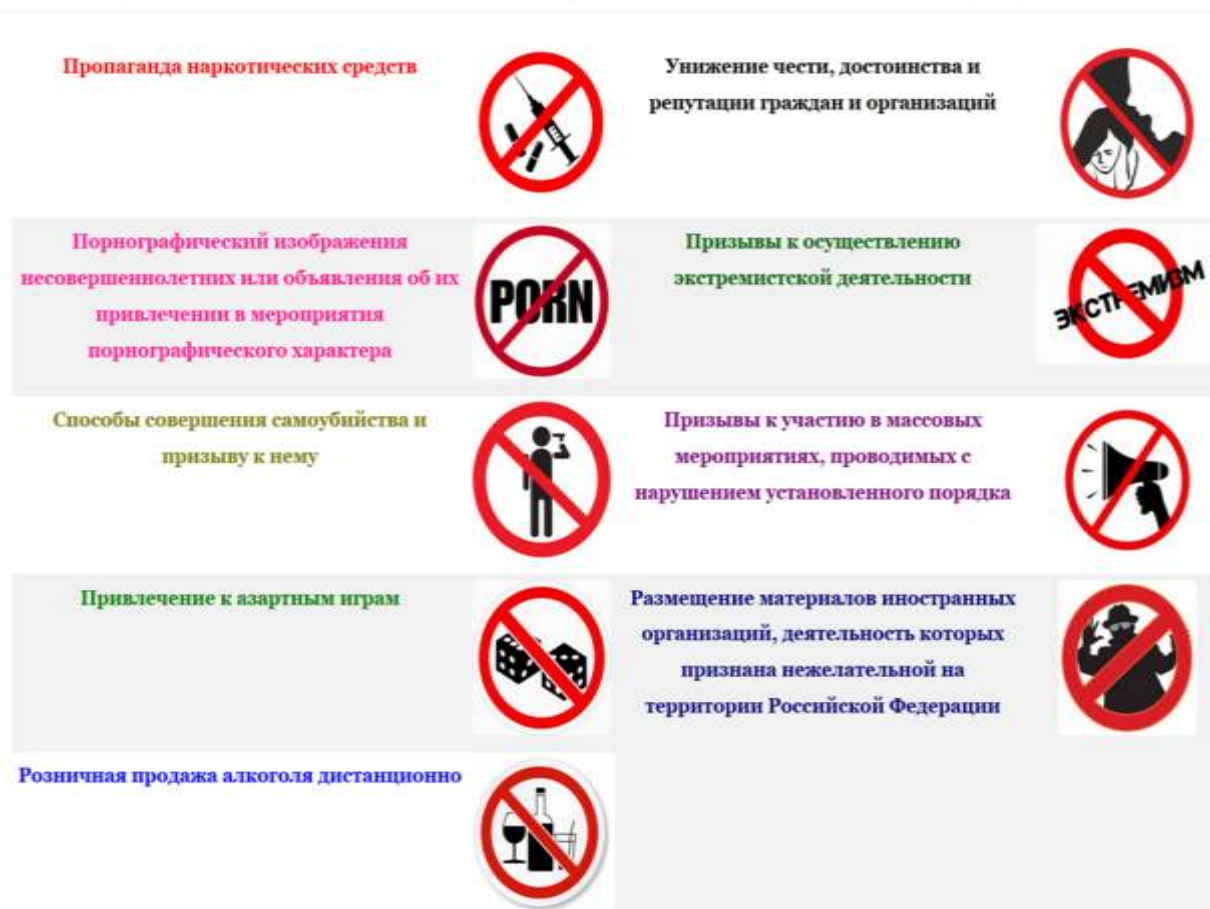 Пропаганда наркотических средств
Унижение чести, достоинства и
репутации граждан и организаций
Порнографический изображения
несовершеннолетних или объявления об их
привлечении в мероприятия
порнографического характера
PORN
Призывы к осуществлению
экстремистской деятельности
ЭКСТРЕМИЗМ
Способы совершения самоубийства и
призыву к нему
Призывы к участию в массовых
мероприятиях, проводимых с
нарушением установленного порядка
Привлечение к азартным играм
Размещение материалов иностранных
организаций, деятельность которых
признана нежелательной на
территории Российской Федерации
Розничная продажа алкоголя дистанционно